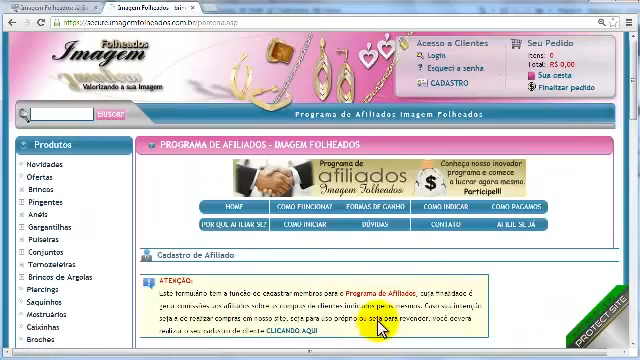 Imagem Folheados: Jó S
Imagem Folheados - brin
https://secure.imagemfolheados.com.br/parceria.asp
Folheados
Imagem
Valorizando a sua Imagem
Acesso a Clientes
Login
Esqueci a senha
CADASTRO
Seu Pedido
Itens: 0
Total: R$ 0,00
Sua cesta
Finalizar pedido
Buscar
Programa de Afiliados Imagem Folheados
Produtos
Novidades
Ofertas
Brincos
Pingentes
Anéis
Gargantilhas
Pulseiras
Conjuntos
Tornozeleiras
Brincos de Argolas
Piercings
Saquinhos
Mostruários
Caixinhas
Broches
PROGRAMA DE AFILIADOS - IMAGEM FOLHEADOS
Programa de
afiliados
Imagem Folheados
Conheça nosso inovador
programa e comece
a lucrar agora mesmo.
Participe!!!
HOME
COMO FUNCIONA?
FORMAS DE GANHO
COMO INDICAR
COMO PAGAMOS
POR QUE AFILIAR SE?
COMO INICIAR
DÚVIDAS
CONTATO
AFILIE SE JÁ
Cadastro de Afiliado
ATENÇÃO:
Este formulário tem a função de cadastrar membros para o Programa de Afiliados, cuja finalidade é
gerar comissões aos afiliados sobre as compras de clientes indicados pelos mesmos. Caso sua intenção
seja a de realizar compras em nosso site, seja para uso próprio ou seja para revender, você deverá
realizar o seu cadastro de cliente CLICANDO AQUI
PROTECT SITE